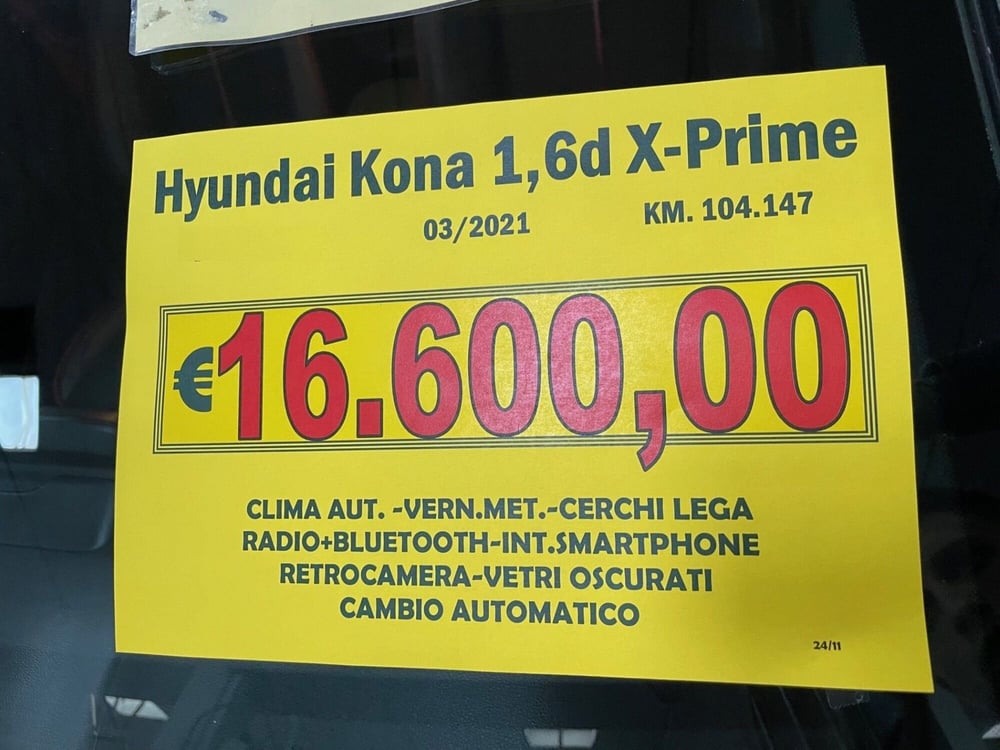 Hyundai Kona 1,6d X-Prime
03/2021 KM. 104.147
€16.600,00
CLIMA AUT. -VERN.MET.-CERCHI LEGA
RADIO+BLUETOOTH-INT.SMARTPHONE
RETROCAMERA-VETRI OSCURATI
CAMBIO AUTOMATICO
24/11